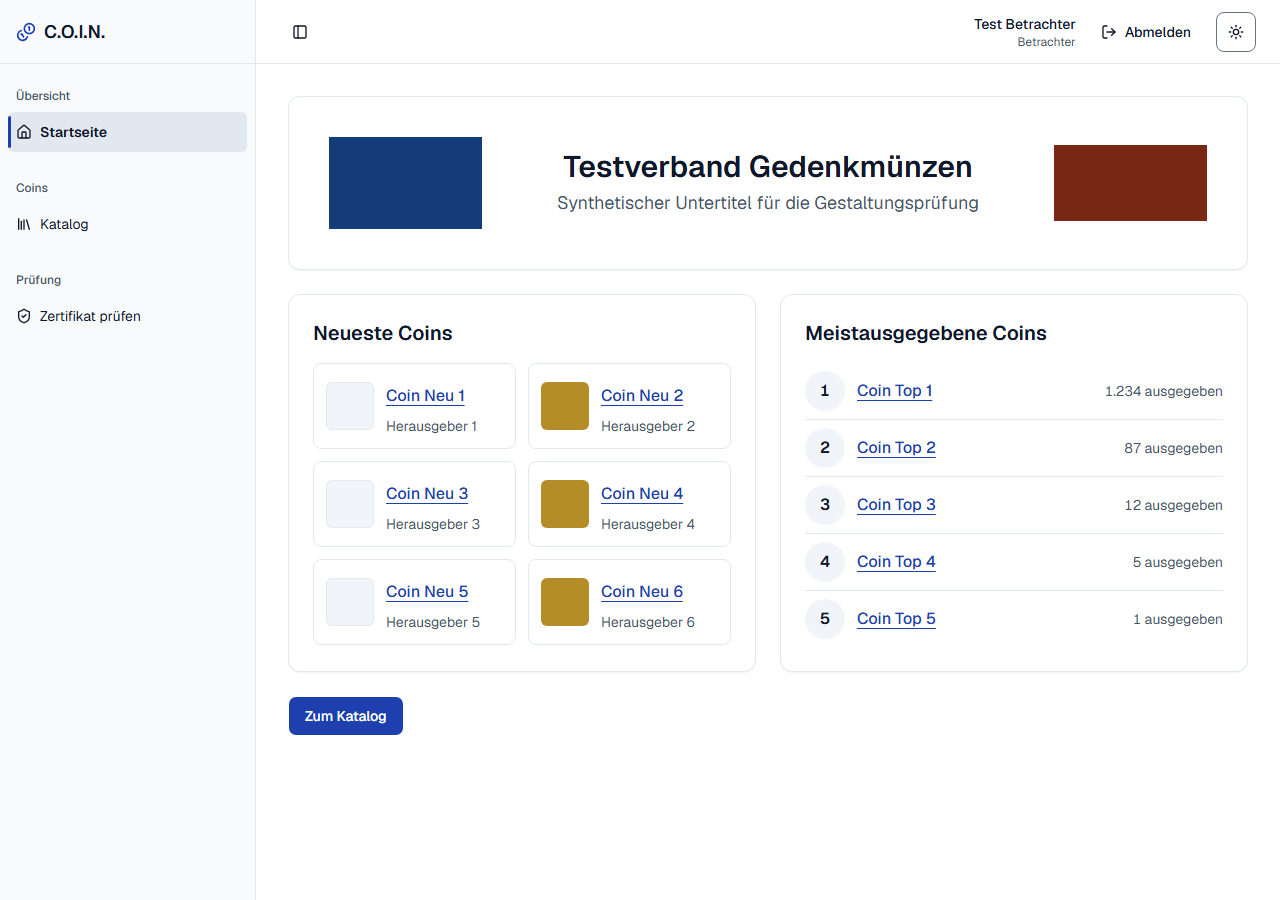 C.O.I.N.
Test Betrachter
Betrachter
Abmelden
Übersicht
Startseite
Coins
Katalog
Prüfung
Zertifikat prüfen
Testverband Gedenkmünzen
Synthetischer Untertitel für die Gestaltungsprüfung
Neueste Coins
Coin Neu 1
Herausgeber 1
Coin Neu 2
Herausgeber 2
Coin Neu 3
Herausgeber 3
Coin Neu 4
Herausgeber 4
Coin Neu 5
Herausgeber 5
Coin Neu 6
Herausgeber 6
Meistausgegebene Coins
1 Coin Top 1 1.234 ausgegeben
2 Coin Top 2 87 ausgegeben
3 Coin Top 3 12 ausgegeben
4 Coin Top 4 5 ausgegeben
5 Coin Top 5 1 ausgegeben
Zum Katalog